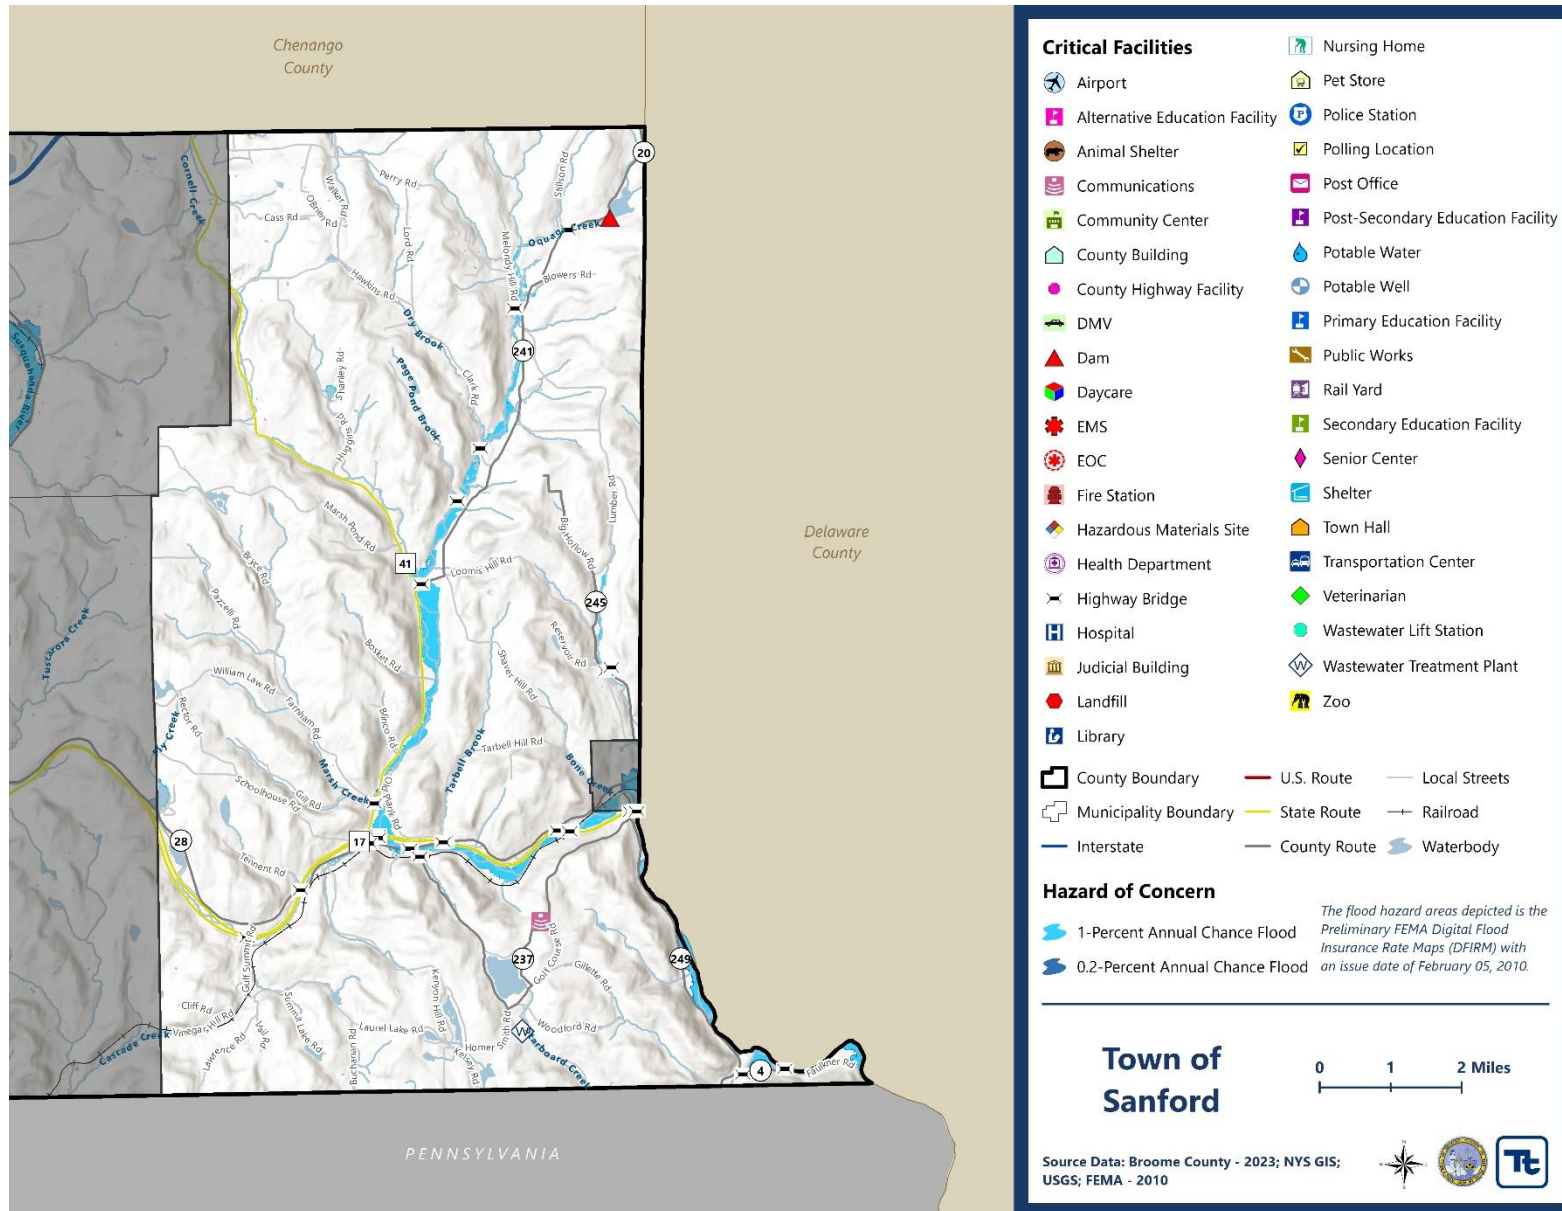 Chenango
County
Cornell Creek
20
Perry Rd
Walker Rd
OBrien Rd
Cass Rd
Lord Rd
Stilson Rd
Oquaga Creek
Melondy Hill Rd
Blowers Rd
Hawkins Rd
Dry Brook
Page Pond Brook
Clark Rd
241
Susquehanna River
Shanley Rd
Huggins Rd
Marsh Pond Rd
Lumber Rd
Big Hollow Rd
Delaware
County
41
Loomis Hill Rd
Bryce Rd
Pazzelli Rd
245
Tuscarora Creek
Reservoir Rd
Bosket Rd
Shaver Hill Rd
William Law Rd
Farnham Rd
Rector Rd
Fly Creek
Blinco Rd
Tarbell Hill Rd
Tarbell Brook
Bone Creek
Marsh Creek
Old Plank Rd
Schoolhouse Rd
Gill Rd
28
17
Tennent Rd
Gulf Summit Rd
237
Golf Course Rd
Gillette Rd
249
Kenyon Hill Rd
Cliff Rd
Vinegar Hill Rd
Cascade Creek
Lawrence Rd
Vail Rd
Summit Lake Rd
Buchanan Rd
Laurel Lake Rd
Homer Smith Rd
Kelsey Rd
Woodford Rd
W
Starboard Creek
4
Faulkner Rd
PENNSYLVANIA
Critical Facilities
Airport
Alternative Education Facility
Animal Shelter
Communications
Community Center
County Building
County Highway Facility
DMV
Dam
Daycare
EMS
EOC
Fire Station
Hazardous Materials Site
Health Department
Highway Bridge
Hospital
Judicial Building
Landfill
Library
Nursing Home
Pet Store
Police Station
Polling Location
Post Office
Post-Secondary Education Facility
Potable Water
Potable Well
Primary Education Facility
Public Works
Rail Yard
Secondary Education Facility
Senior Center
Shelter
Town Hall
Transportation Center
Veterinarian
Wastewater Lift Station
Wastewater Treatment Plant
Zoo
County Boundary
Municipality Boundary
Interstate
U.S. Route
State Route
County Route
Local Streets
Railroad
Waterbody
Hazard of Concern
1-Percent Annual Chance Flood
0.2-Percent Annual Chance Flood
The flood hazard areas depicted is the
Preliminary FEMA Digital Flood
Insurance Rate Maps (DFIRM) with
an issue date of February 05, 2010.
Town of
Sanford
0 1 2 Miles
Source Data: Broome County - 2023; NYS GIS;
USGS; FEMA - 2010
Tt